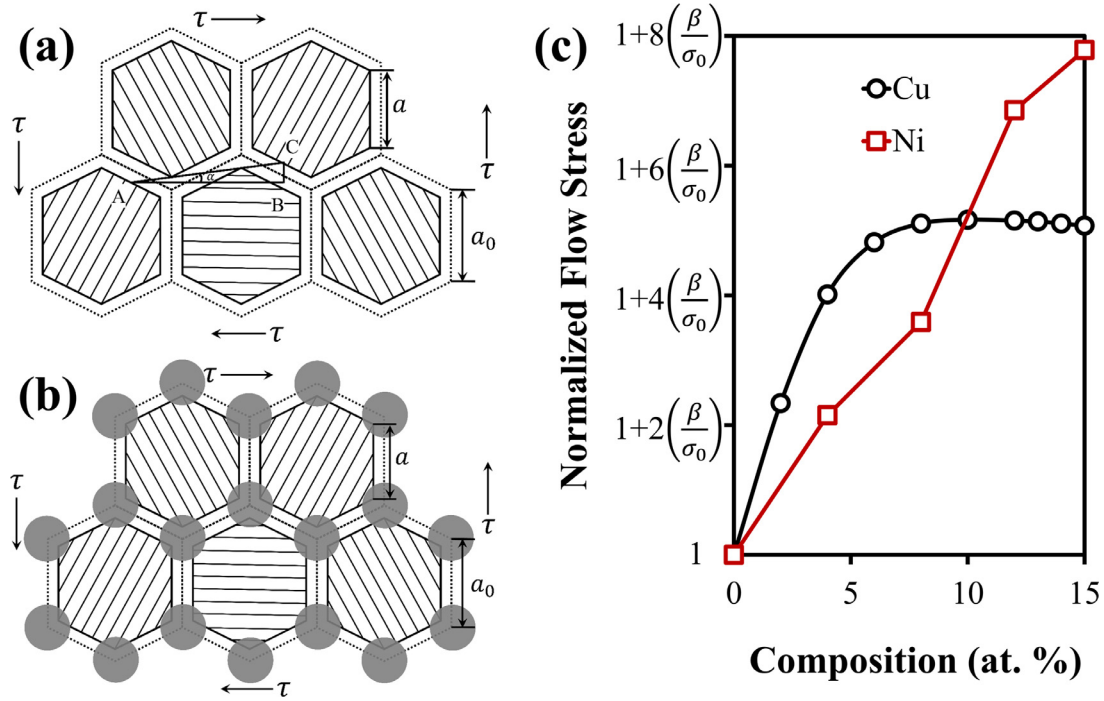 (a)
τ
a
τ
τ
C
α
A
B
a₀
τ
(b)
τ
a
τ
τ
a₀
τ
(c)
Normalized Flow Stress
1+8(β/σ₀)
1+6(β/σ₀)
1+4(β/σ₀)
1+2(β/σ₀)
1
Cu
Ni
0 5 10 15
Composition (at. %)